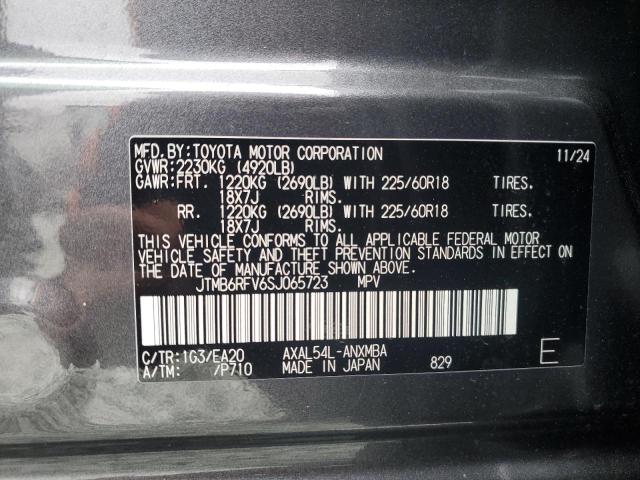 MFD.BY:TOYOTA MOTOR CORPORATION 11/24
GVWR:2230KG (4920LB)
GAWR:FRT. 1220KG (2690LB) WITH 225/60R18 TIRES.
18X7J RIMS.
RR. 1220KG (2690LB) WITH 225/60R18 TIRES.
18X7J RIMS.
THIS VEHICLE CONFORMS TO ALL APPLICABLE FEDERAL MOTOR
VEHICLE SAFETY AND THEFT PREVENTION STANDARDS IN EFFECT
ON THE DATE OF MANUFACTURE SHOWN ABOVE.
JTMB6RFV6SJ065723 MPV
C/TR:1G3/EA20 AXAL54L-ANXMBA E
A/TM: /P710 MADE IN JAPAN 829